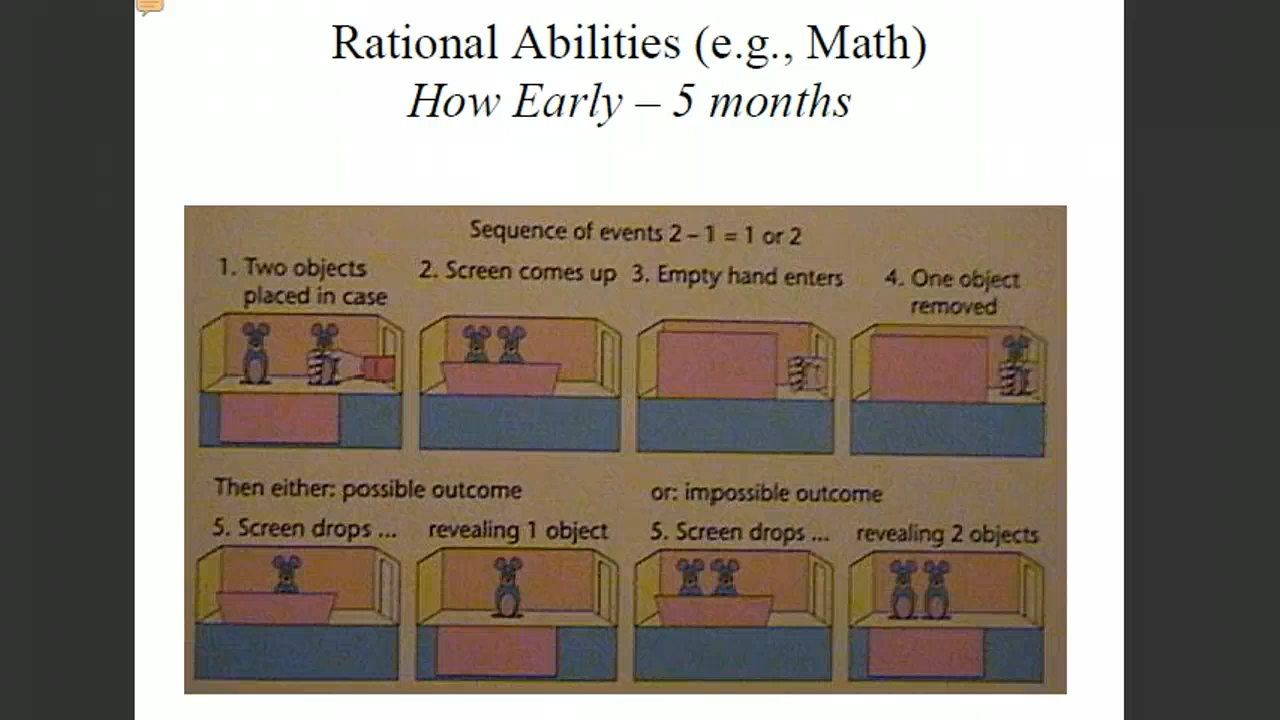 Rational Abilities (e.g., Math)
How Early – 5 months
Sequence of events 2 – 1 = 1 or 2
1. Two objects
placed in case
2. Screen comes up
3. Empty hand enters
4. One object
removed
Then either: possible outcome
5. Screen drops ...
revealing 1 object
or: impossible outcome
5. Screen drops ...
revealing 2 objects